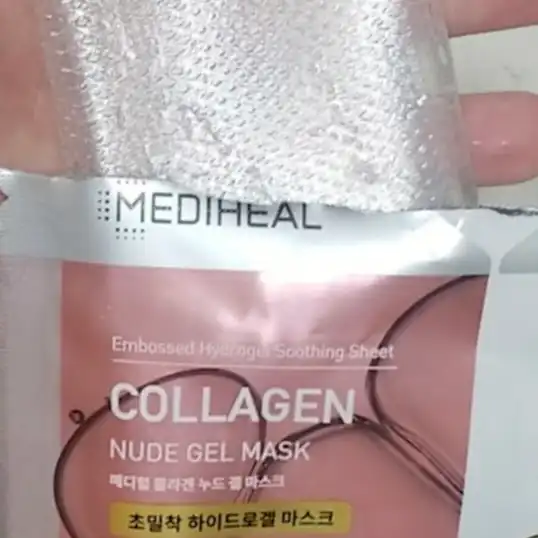 MEDIHEAL
Embossed Hydrogel Soothing Sheet
COLLAGEN
NUDE GEL MASK
메디힐 콜라겐 누드 겔 마스크
초밀착 하이드로겔 마스크